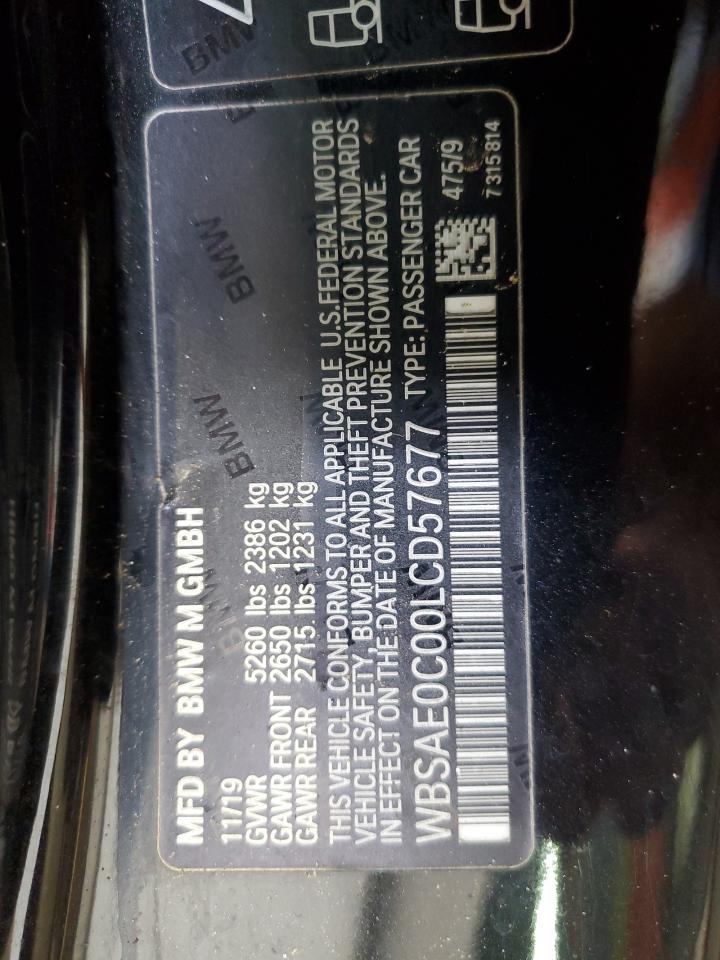 MFD BY BMW M GMBH
11/19
GVWR 5260 lbs 2386 kg
GAWR FRONT 2650 lbs 1202 kg
GAWR REAR 2715 lbs 1231 kg
THIS VEHICLE CONFORMS TO ALL APPLICABLE U.S.FEDERAL MOTOR
VEHICLE SAFETY, BUMPER AND THEFT PREVENTION STANDARDS
IN EFFECT ON THE DATE OF MANUFACTURE SHOWN ABOVE.
WBSAE0C00LCD57677 TYPE: PASSENGER CAR
475/9
7 315 814
BMW
BMW
BMW
BMW